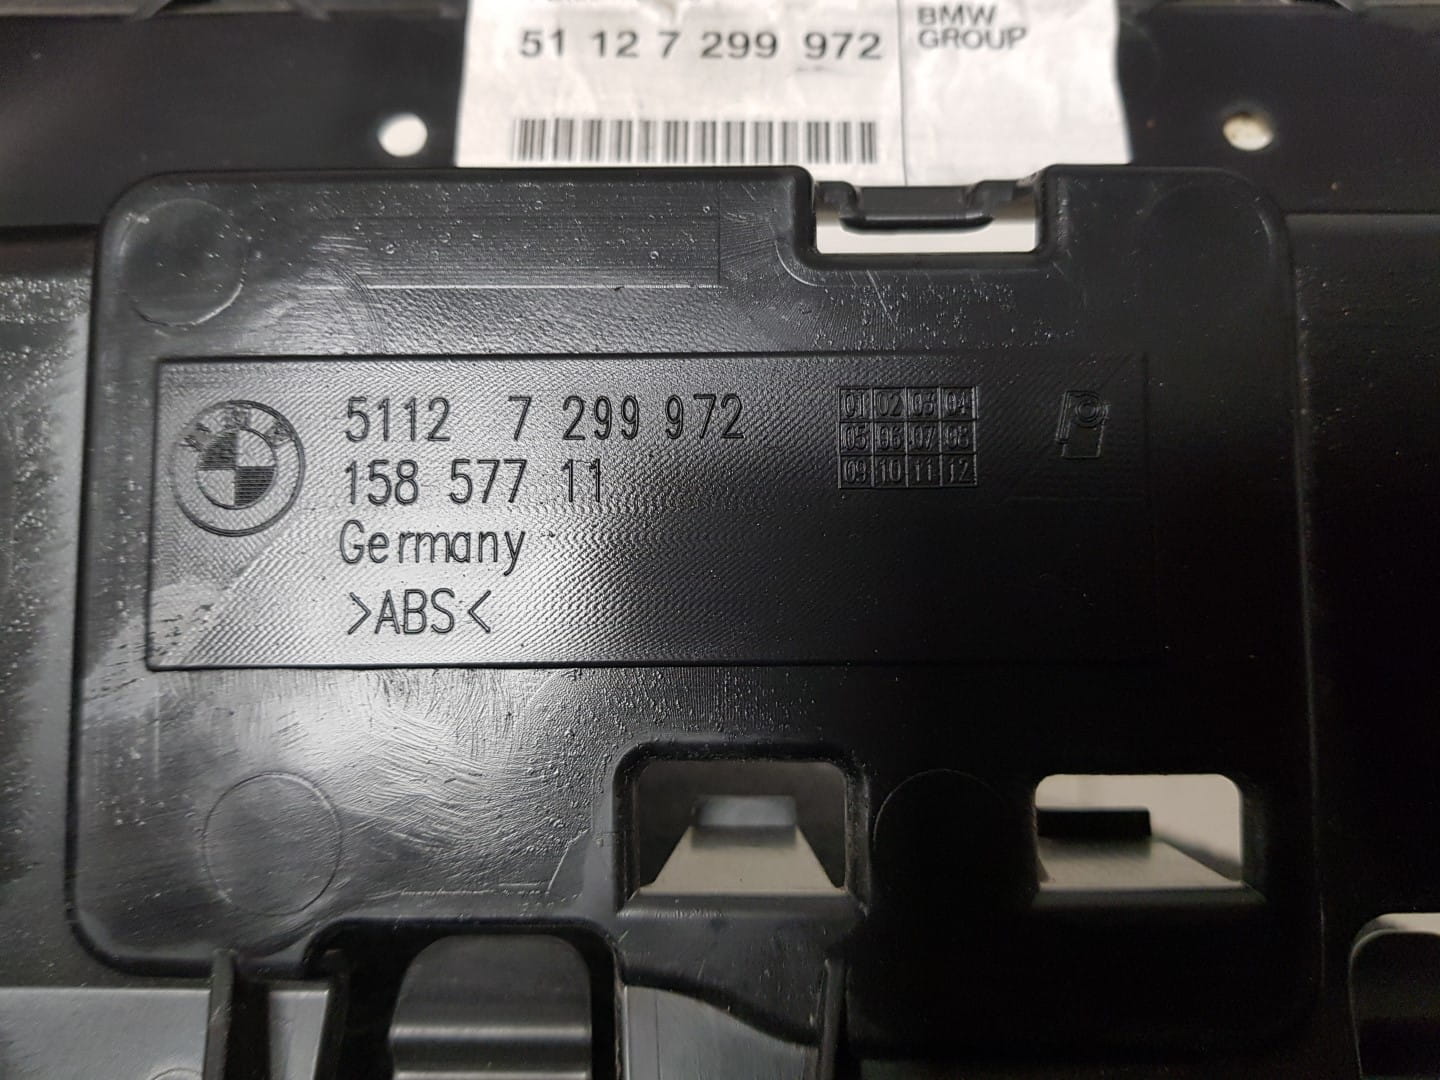 51 12 7 299 972
BMW
GROUP
5112 7 299 972
158 577 11
Germany
>ABS<
01 02 03 04
05 06 07 08
09 10 11 12
BMW